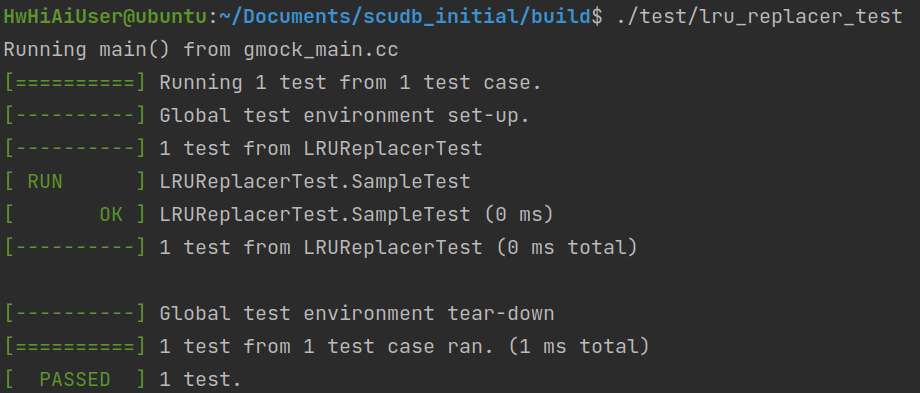 HwHiAiUser@ubuntu:~/Documents/scudb_initial/build$ ./test/lru_replacer_test
Running main() from gmock_main.cc
[==========] Running 1 test from 1 test case.
[----------] Global test environment set-up.
[----------] 1 test from LRUReplacerTest
[ RUN      ] LRUReplacerTest.SampleTest
[       OK ] LRUReplacerTest.SampleTest (0 ms)
[----------] 1 test from LRUReplacerTest (0 ms total)

[----------] Global test environment tear-down
[==========] 1 test from 1 test case ran. (1 ms total)
[  PASSED  ] 1 test.